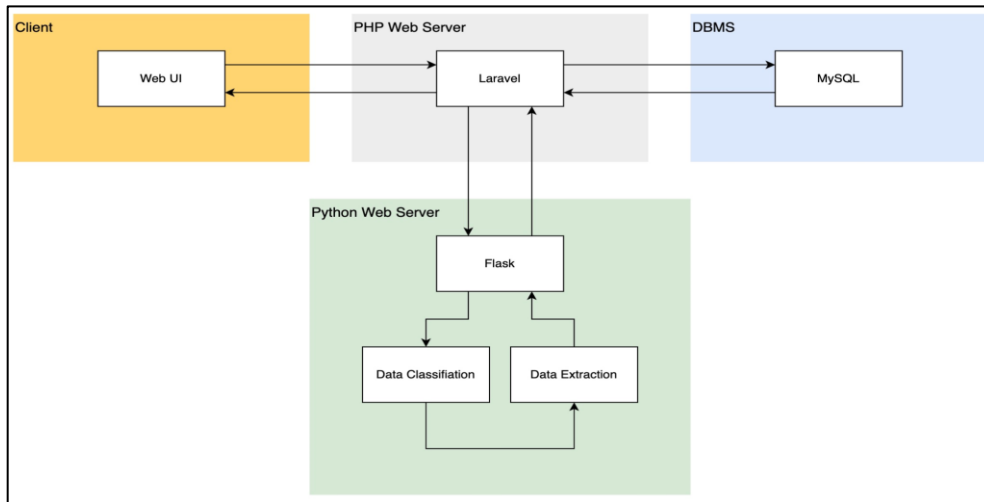 Client
PHP Web Server
DBMS
Web UI
Laravel
MySQL
Python Web Server
Flask
Data Classifiation
Data Extraction